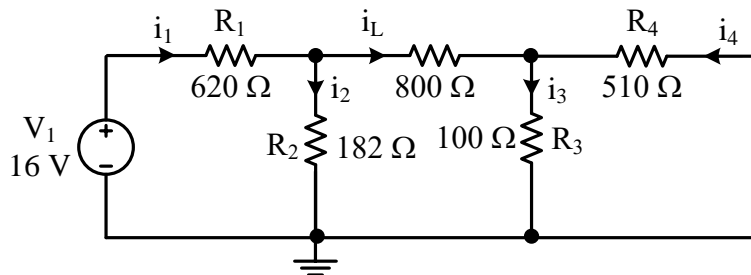 i1 R1 iL R4 i4
620 Ω i2 800 Ω i3 510 Ω
V1 + R2 182 Ω 100 Ω R3
16 V −